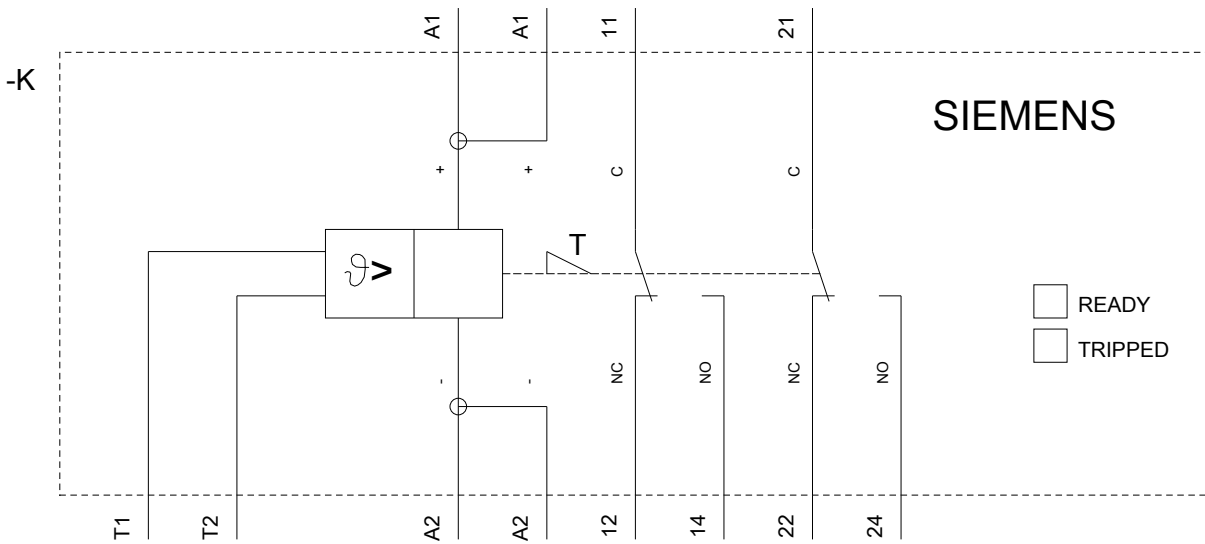 A1 A1 11 21
-K
SIEMENS
+ + C C
T
ϑ>
READY
TRIPPED
- - NC NO NC NO
T1 T2 A2 A2 12 14 22 24